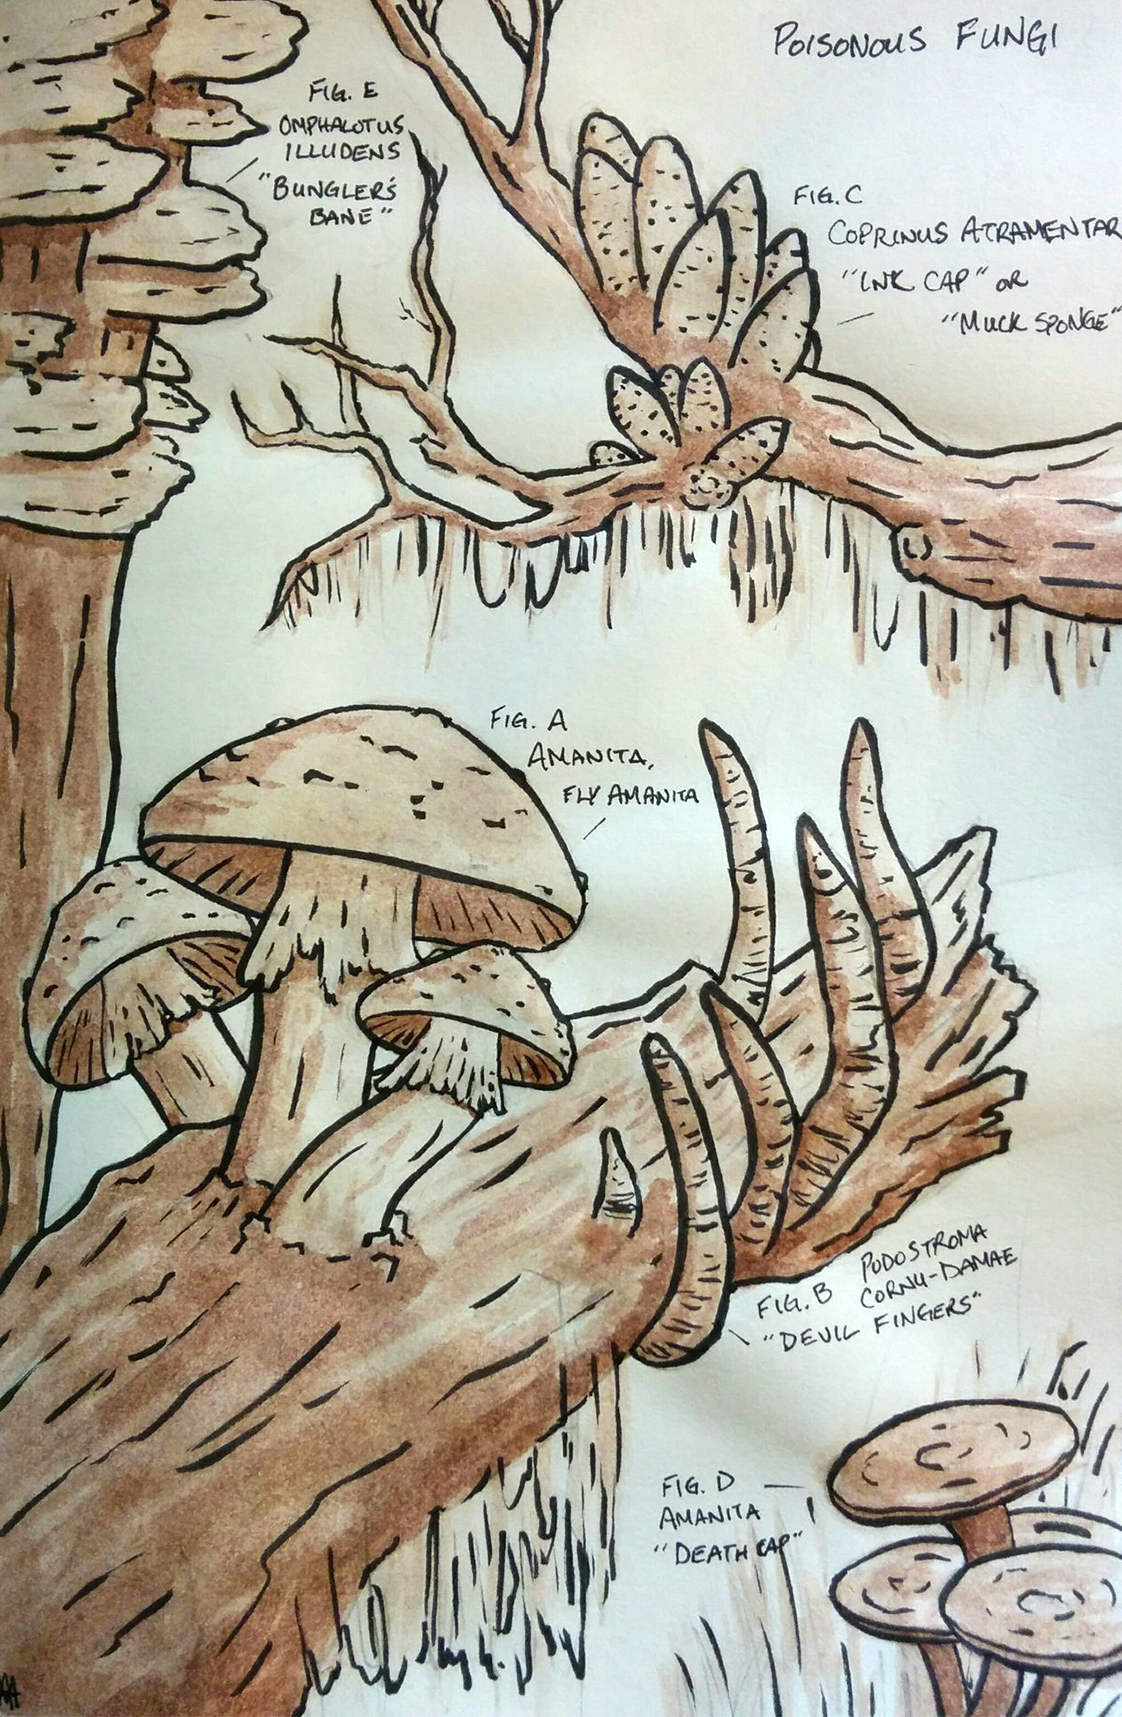 POISONOUS FUNGI
FIG. E
OMPHALOTUS
ILLUDENS
"BUNGLER'S
BANE"
FIG. C
COPRINUS ATRAMENTAR
"INK CAP" OR
"MUCK SPONGE"
FIG. A
AMANITA,
FLY AMANITA
FIG. B PODOSTROMA
CORNU-DAMAE
"DEVIL FINGERS"
FIG. D
AMANITA
"DEATH CAP"